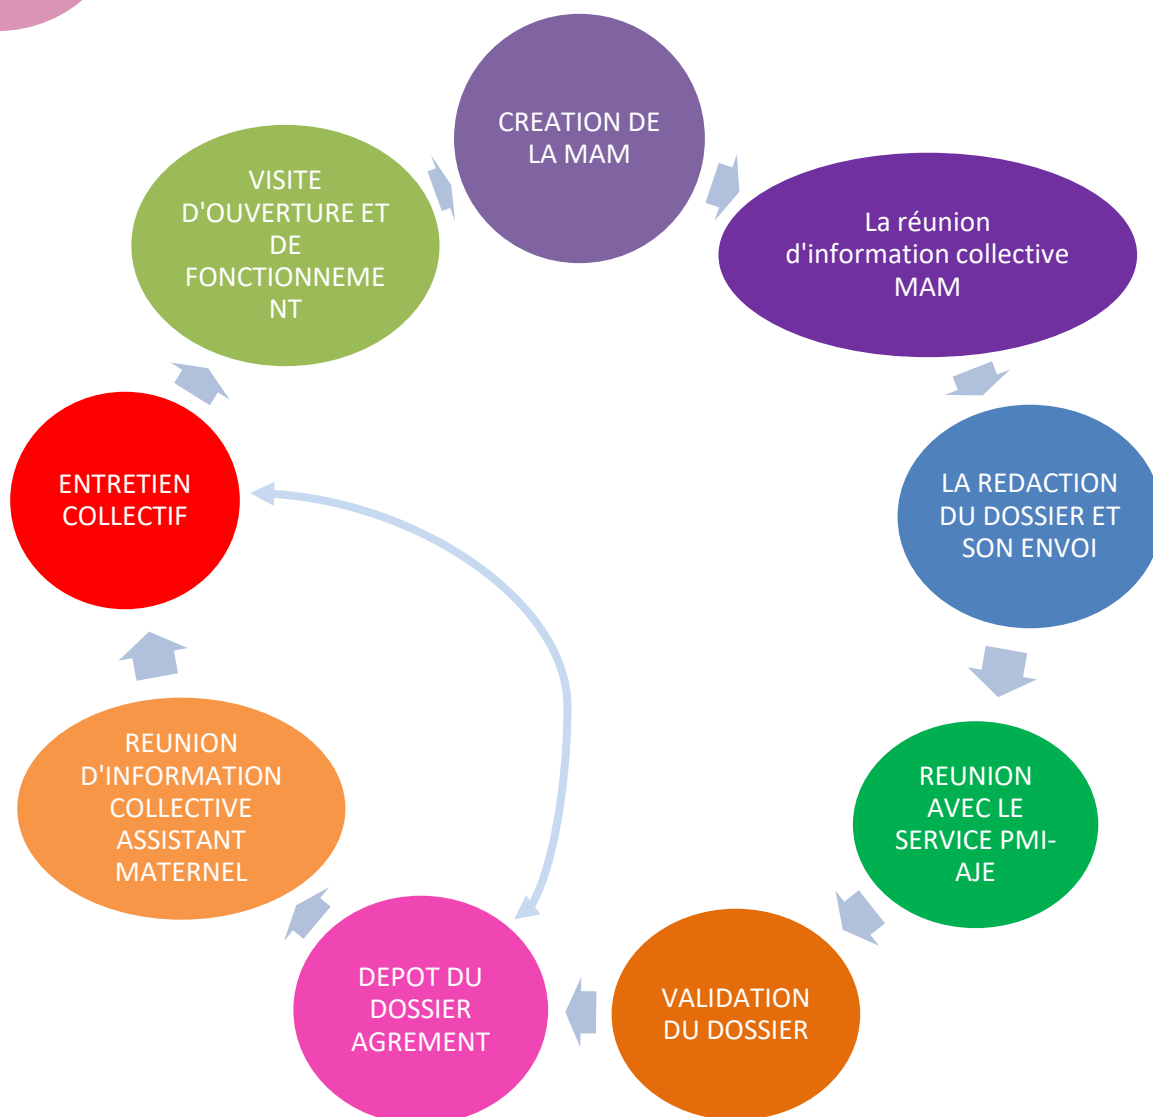 CREATION DE
LA MAM
La réunion
d'information collective
MAM
LA REDACTION
DU DOSSIER ET
SON ENVOI
REUNION
AVEC LE
SERVICE PMI-
AJE
VALIDATION
DU DOSSIER
DEPOT DU
DOSSIER
AGREMENT
REUNION
D'INFORMATION
COLLECTIVE
ASSISTANT
MATERNEL
ENTRETIEN
COLLECTIF
VISITE
D'OUVERTURE ET
DE
FONCTIONNEME
NT